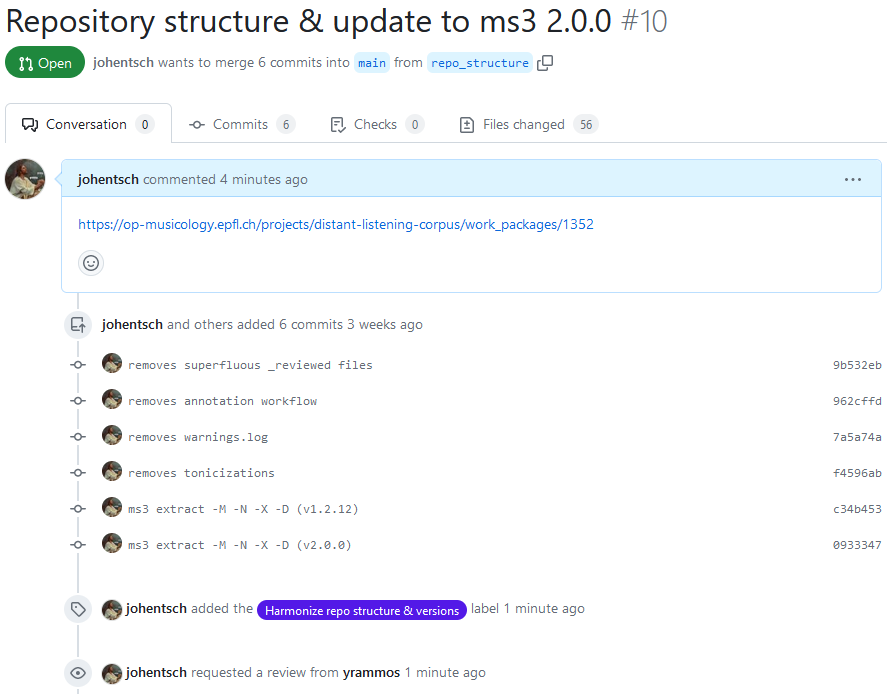 Repository structure & update to ms3 2.0.0 #10
Open johentsch wants to merge 6 commits into main from repo_structure
Conversation 0 Commits 6 Checks 0 Files changed 56
johentsch commented 4 minutes ago
https://op-musicology.epfl.ch/projects/distant-listening-corpus/work_packages/1352
johentsch and others added 6 commits 3 weeks ago
removes superfluous _reviewed files 9b532eb
removes annotation workflow 962cffd
removes warnings.log 7a5a74a
removes tonicizations f4596ab
ms3 extract -M -N -X -D (v1.2.12) c34b453
ms3 extract -M -N -X -D (v2.0.0) 0933347
johentsch added the Harmonize repo structure & versions label 1 minute ago
johentsch requested a review from yrammos 1 minute ago